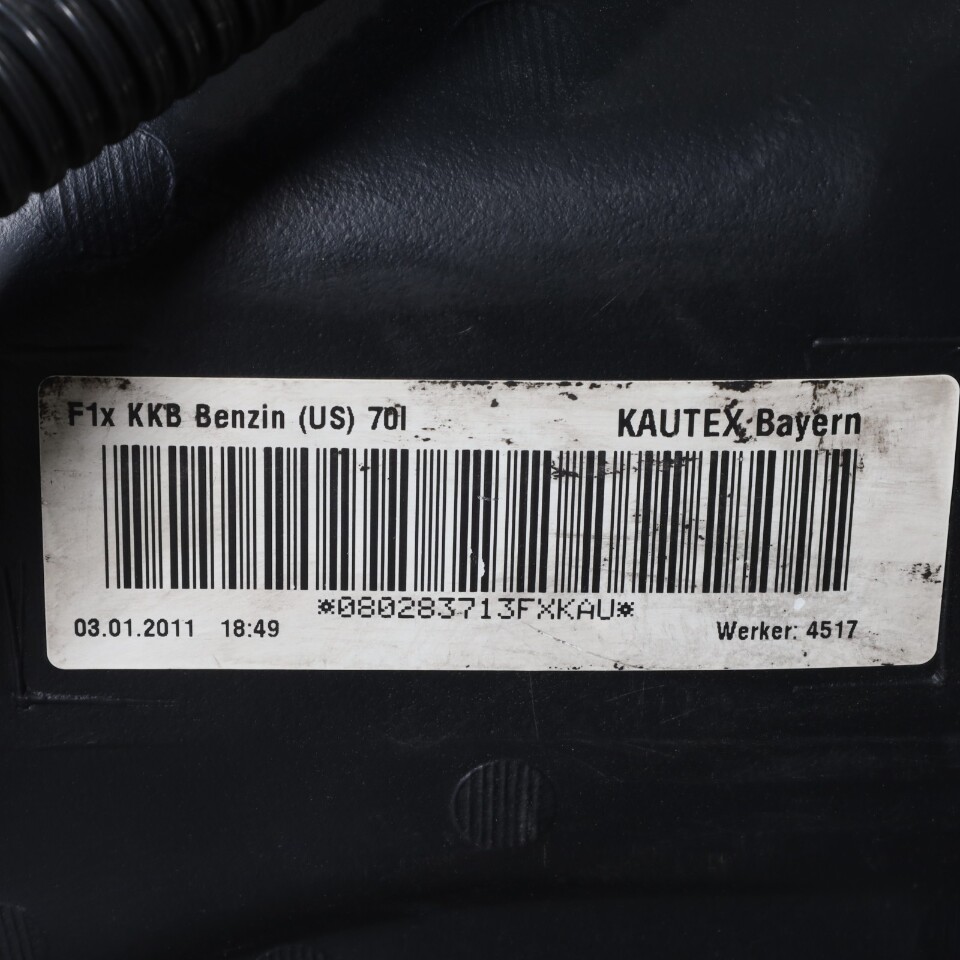 F1x KKB Benzin (US) 70l
KAUTEX Bayern
*080283713FXKAU*
03.01.2011 18:49
Werker: 4517